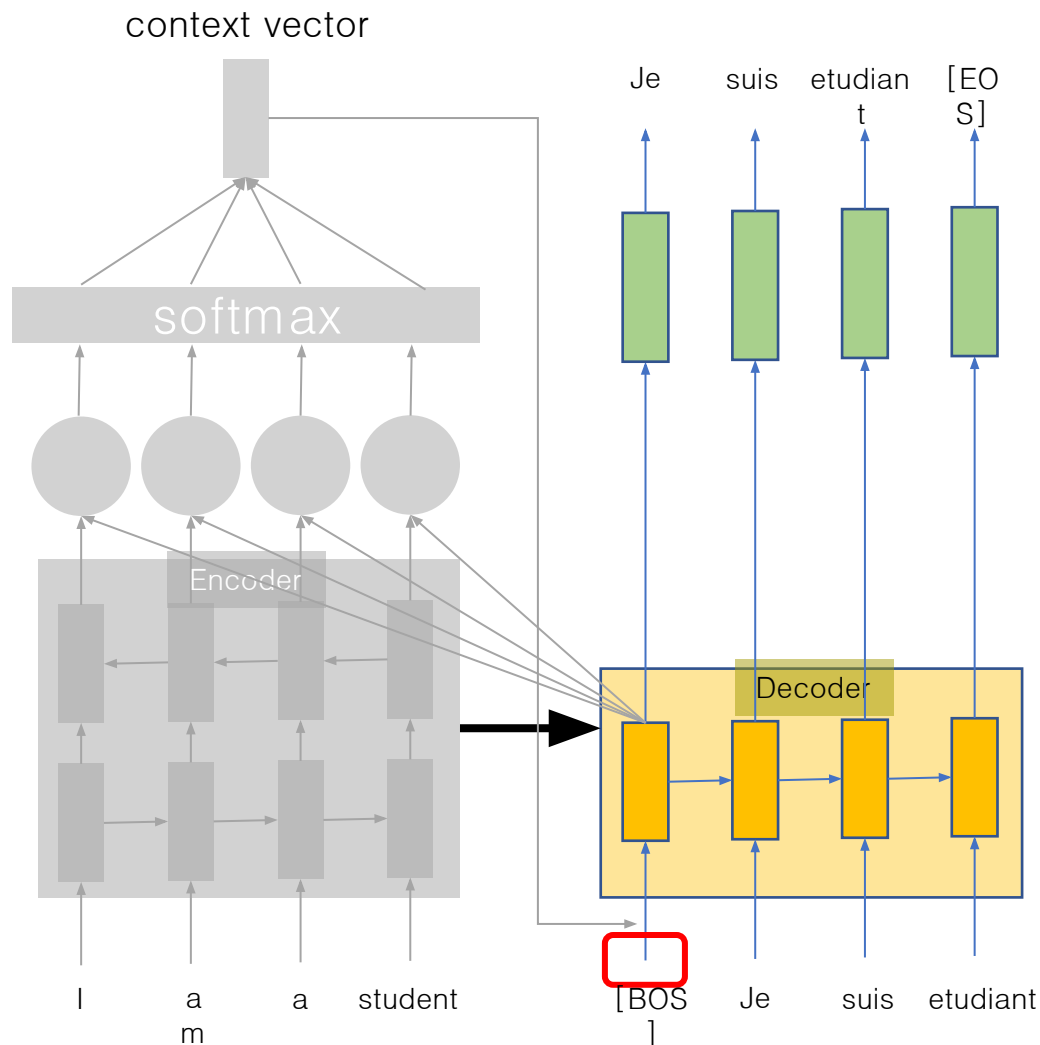 context vector
Je
suis
etudian
t
[EO
S]
softmax
Encoder
Decoder
I
a
m
a
student
[BOS
]
Je
suis
etudiant